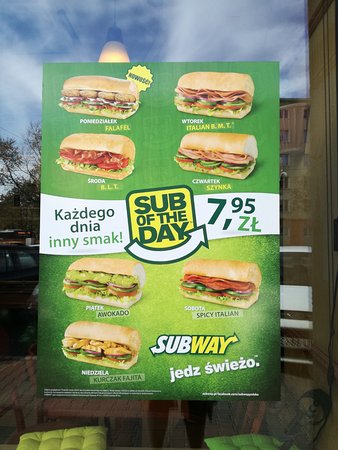 NOWOŚĆ!
PONIEDZIAŁEK
FALAFEL
WTOREK
ITALIAN B.M.T.
ŚRODA
B.L.T.
CZWARTEK
SZYNKA
Każdego
dnia
inny smak!
SUB
OF THE
DAY
7,95
ZŁ
PIĄTEK
AWOKADO
SOBOTA
SPICY ITALIAN
NIEDZIELA
KURCZAK FAJITA
SUBWAY
jedz świeżo.